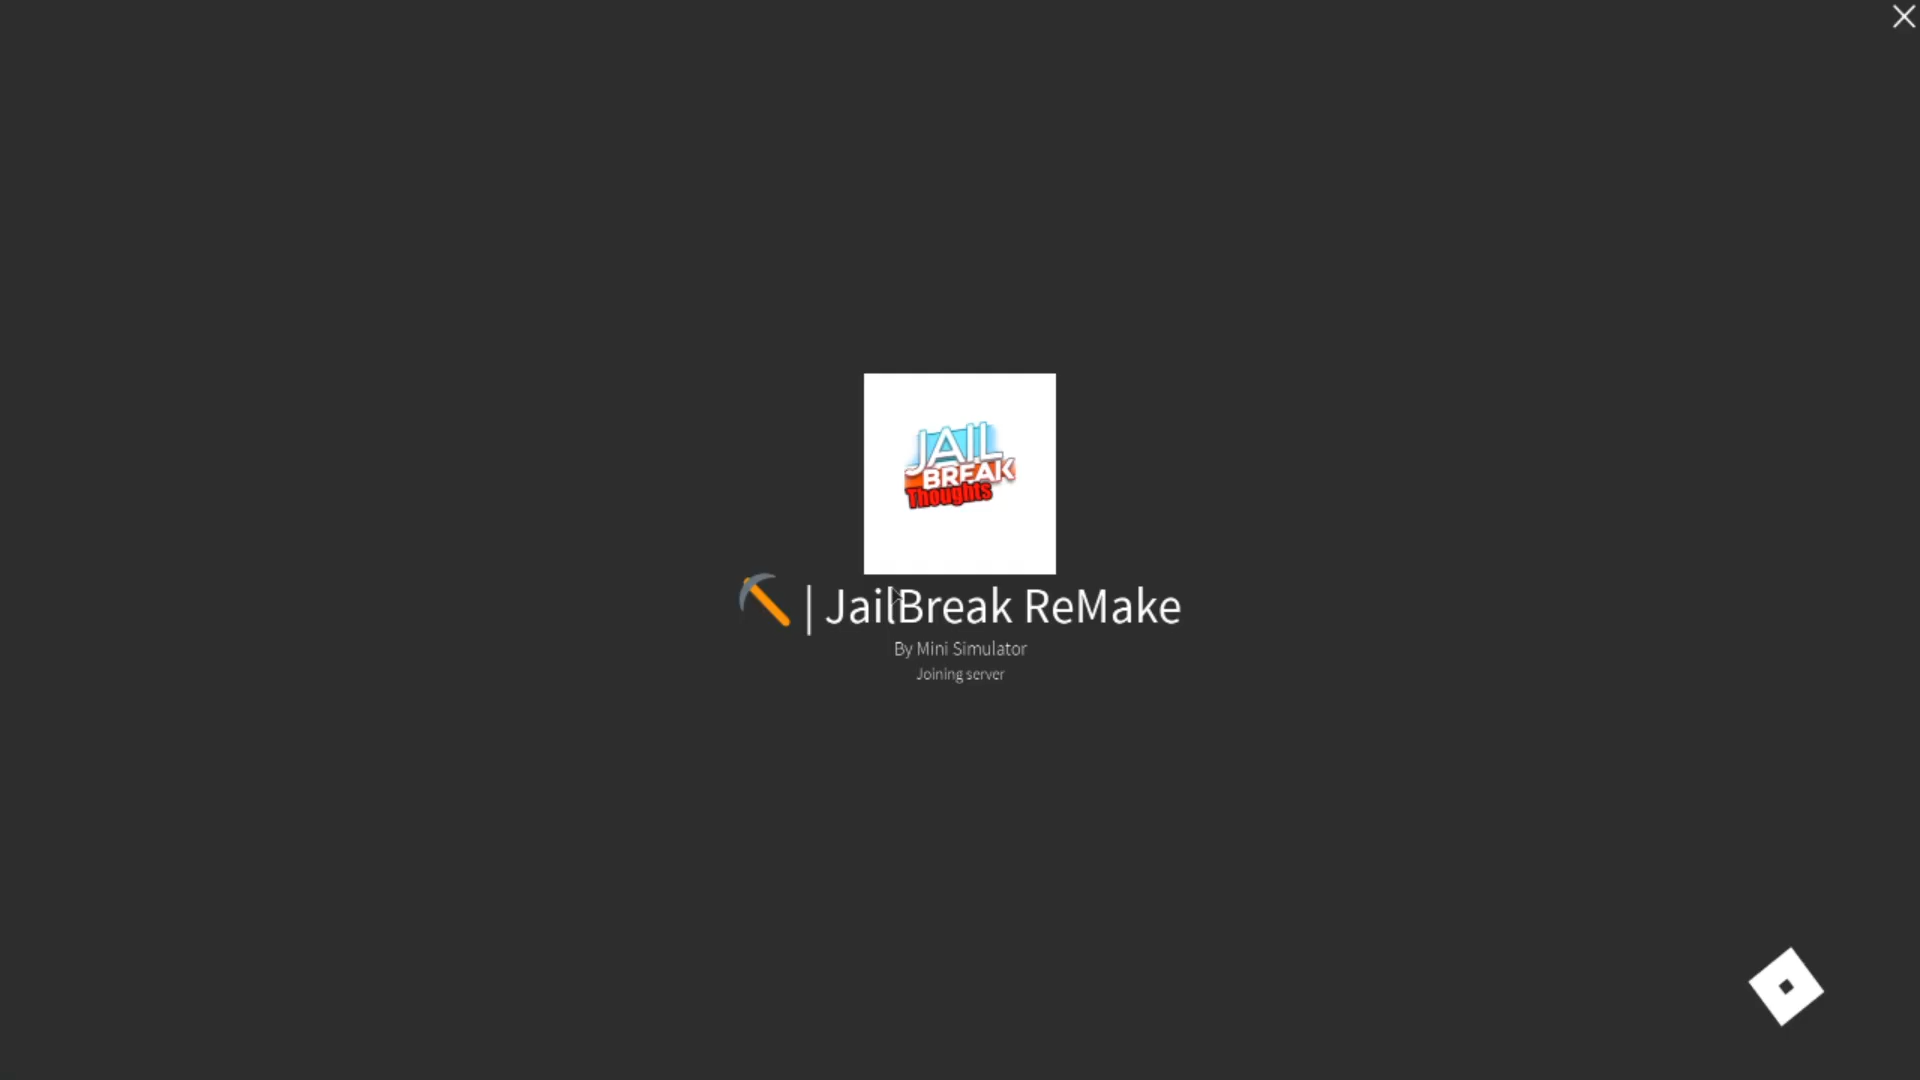 JAIL
BREAK
Thoughts
⛏️ | JailBreak ReMake
By Mini Simulator
Joining server